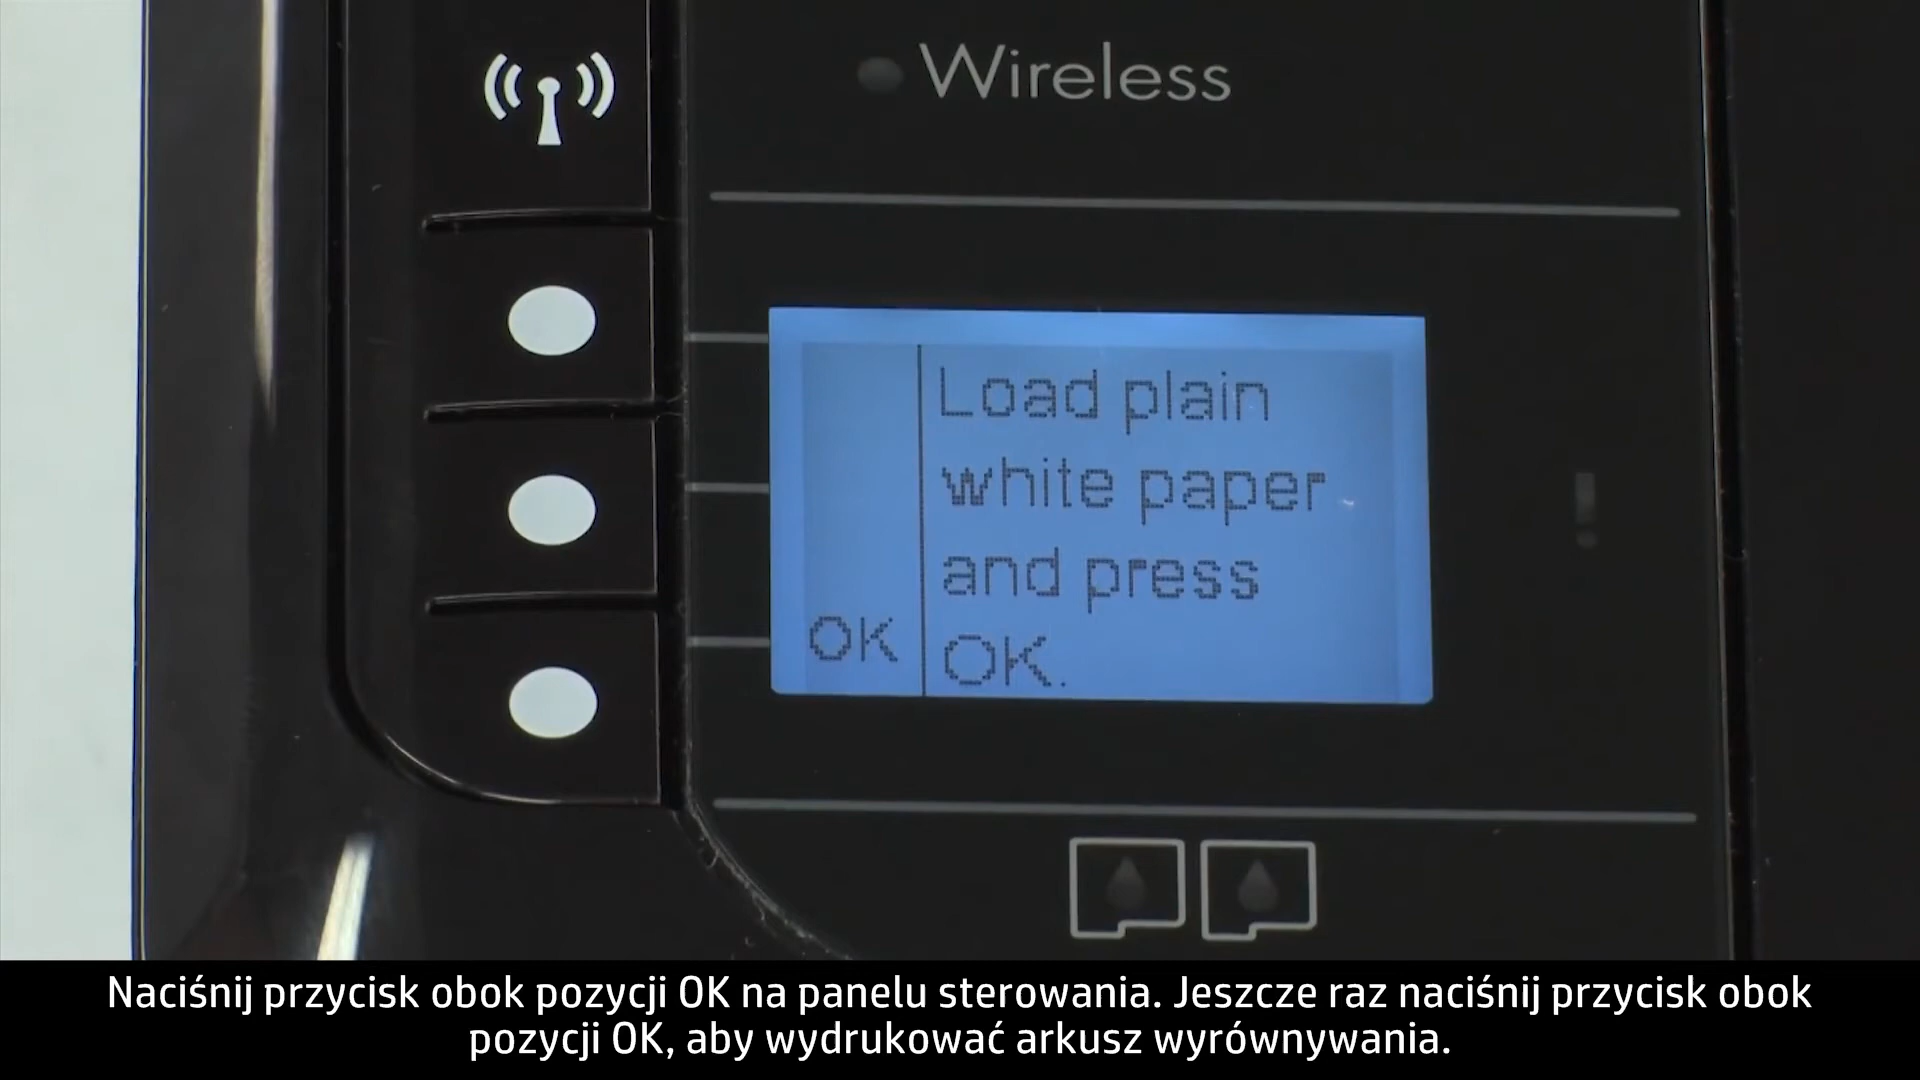 Wireless
Load plain
white paper
and press
OK OK.
Naciśnij przycisk obok pozycji OK na panelu sterowania. Jeszcze raz naciśnij przycisk obok
pozycji OK, aby wydrukować arkusz wyrównywania.